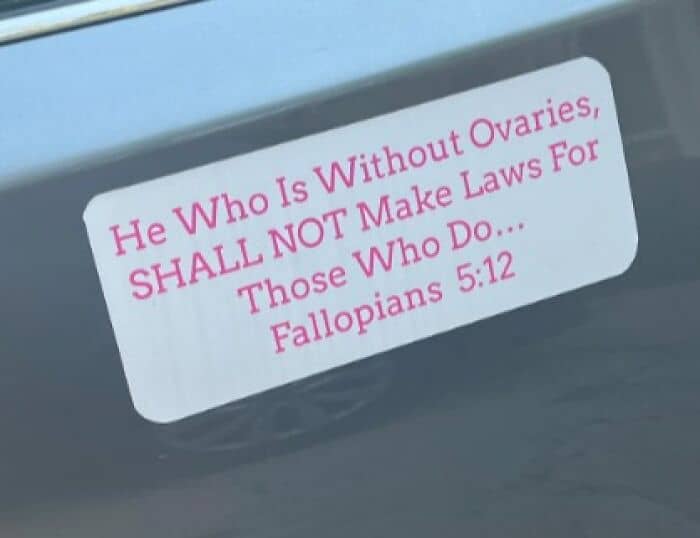 He Who Is Without Ovaries,
SHALL NOT Make Laws For
Those Who Do...
Fallopians 5:12